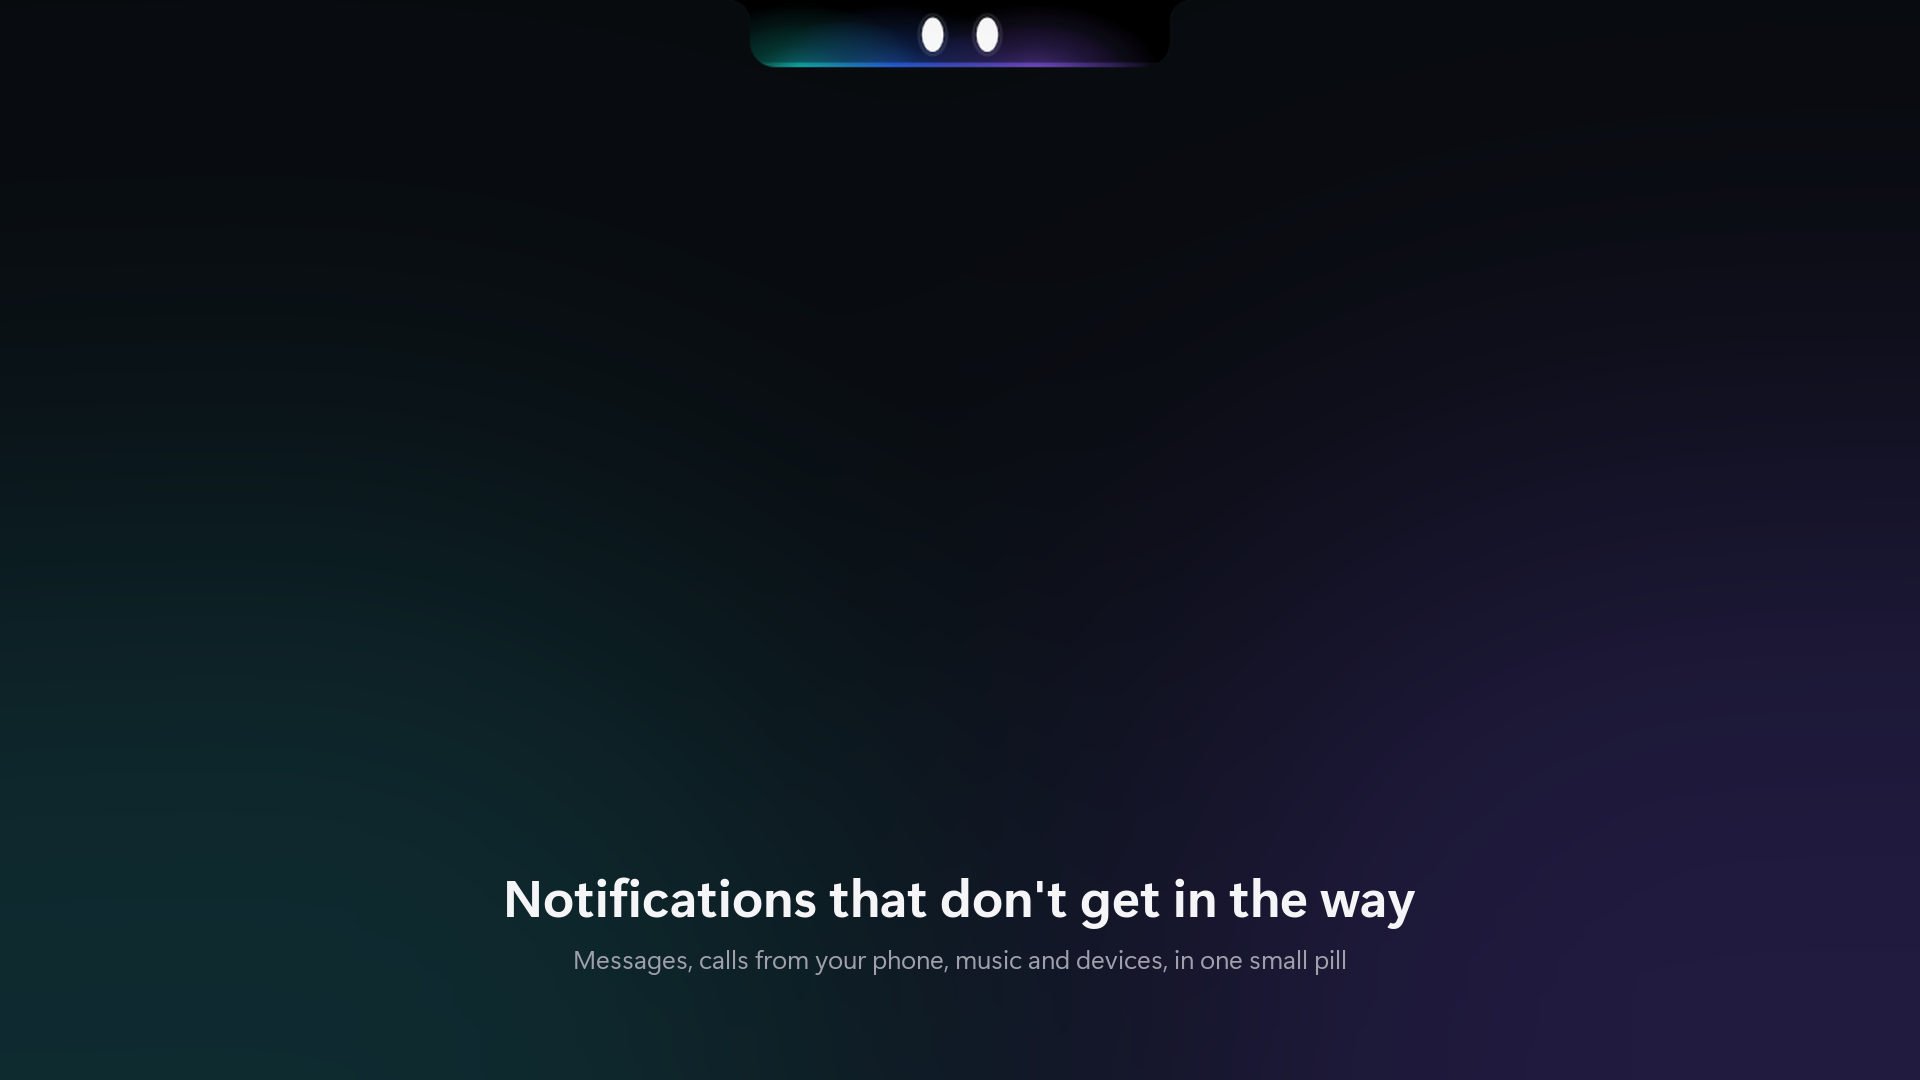 Notifications that don't get in the way
Messages, calls from your phone, music and devices, in one small pill